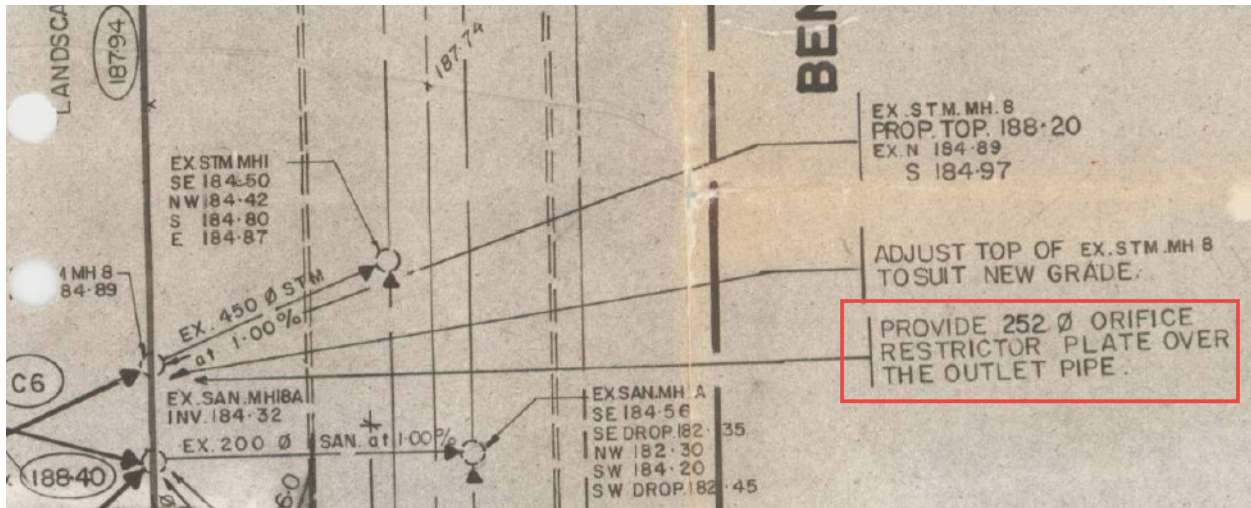 LANDSCA
187.94
187.74
BEN
EX.STM.MH.8
PROP. TOP. 188.20
EX.N 184.89
S 184.97
EX STM MH1
SE 184.50
NW 184.42
S 184.80
E 184.87
MH 8
84.89
EX. 450 Ø STM
at 1.00%
ADJUST TOP OF EX.STM.MH 8
TO SUIT NEW GRADE.
PROVIDE 252 Ø ORIFICE
RESTRICTOR PLATE OVER
THE OUTLET PIPE.
C6
EX.SAN.MH18A
INV. 184.32
EX. 200 Ø SAN. at 1.00%
EX SAN.MH A
SE 184.56
SE DROP.182.35
NW 182.30
SW 184.20
SW DROP.182.45
188.40